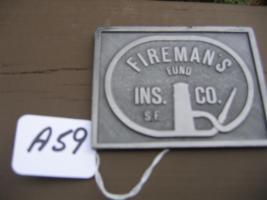 FIREMAN'S
FUND
INS. CO.
S.F.
A59